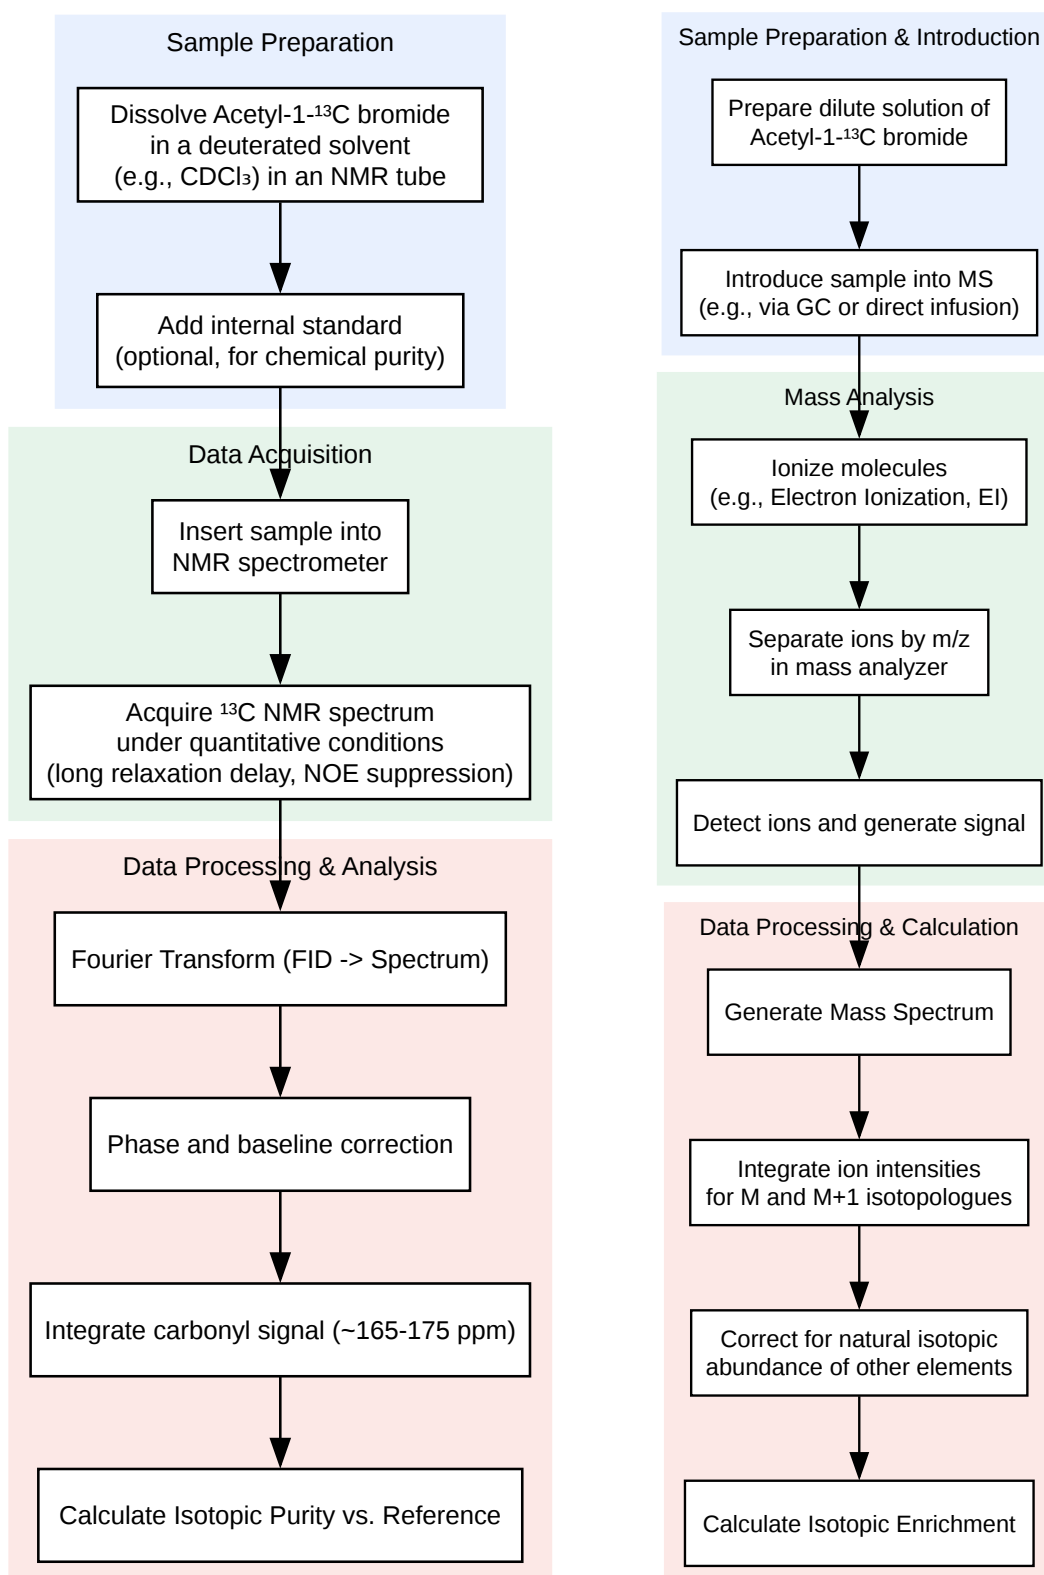 Sample Preparation
Dissolve Acetyl-1-¹³C bromide
in a deuterated solvent
(e.g., CDCl₃) in an NMR tube
Add internal standard
(optional, for chemical purity)
Data Acquisition
Insert sample into
NMR spectrometer
Acquire ¹³C NMR spectrum
under quantitative conditions
(long relaxation delay, NOE suppression)
Data Processing & Analysis
Fourier Transform (FID -> Spectrum)
Phase and baseline correction
Integrate carbonyl signal (~165-175 ppm)
Calculate Isotopic Purity vs. Reference
Sample Preparation & Introduction
Prepare dilute solution of
Acetyl-1-¹³C bromide
Introduce sample into MS
(e.g., via GC or direct infusion)
Mass Analysis
Ionize molecules
(e.g., Electron Ionization, EI)
Separate ions by m/z
in mass analyzer
Detect ions and generate signal
Data Processing & Calculation
Generate Mass Spectrum
Integrate ion intensities
for M and M+1 isotopologues
Correct for natural isotopic
abundance of other elements
Calculate Isotopic Enrichment